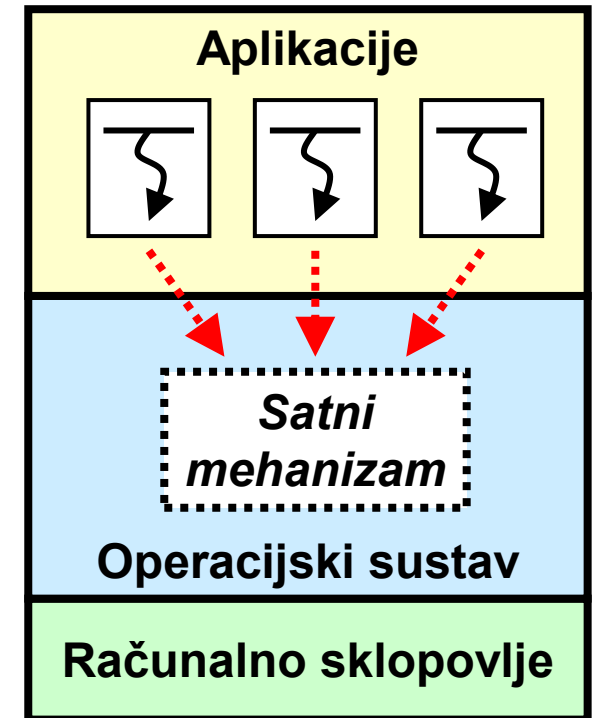 Aplikacije
Satni
mehanizam
Operacijski sustav
Računalno sklopovlje